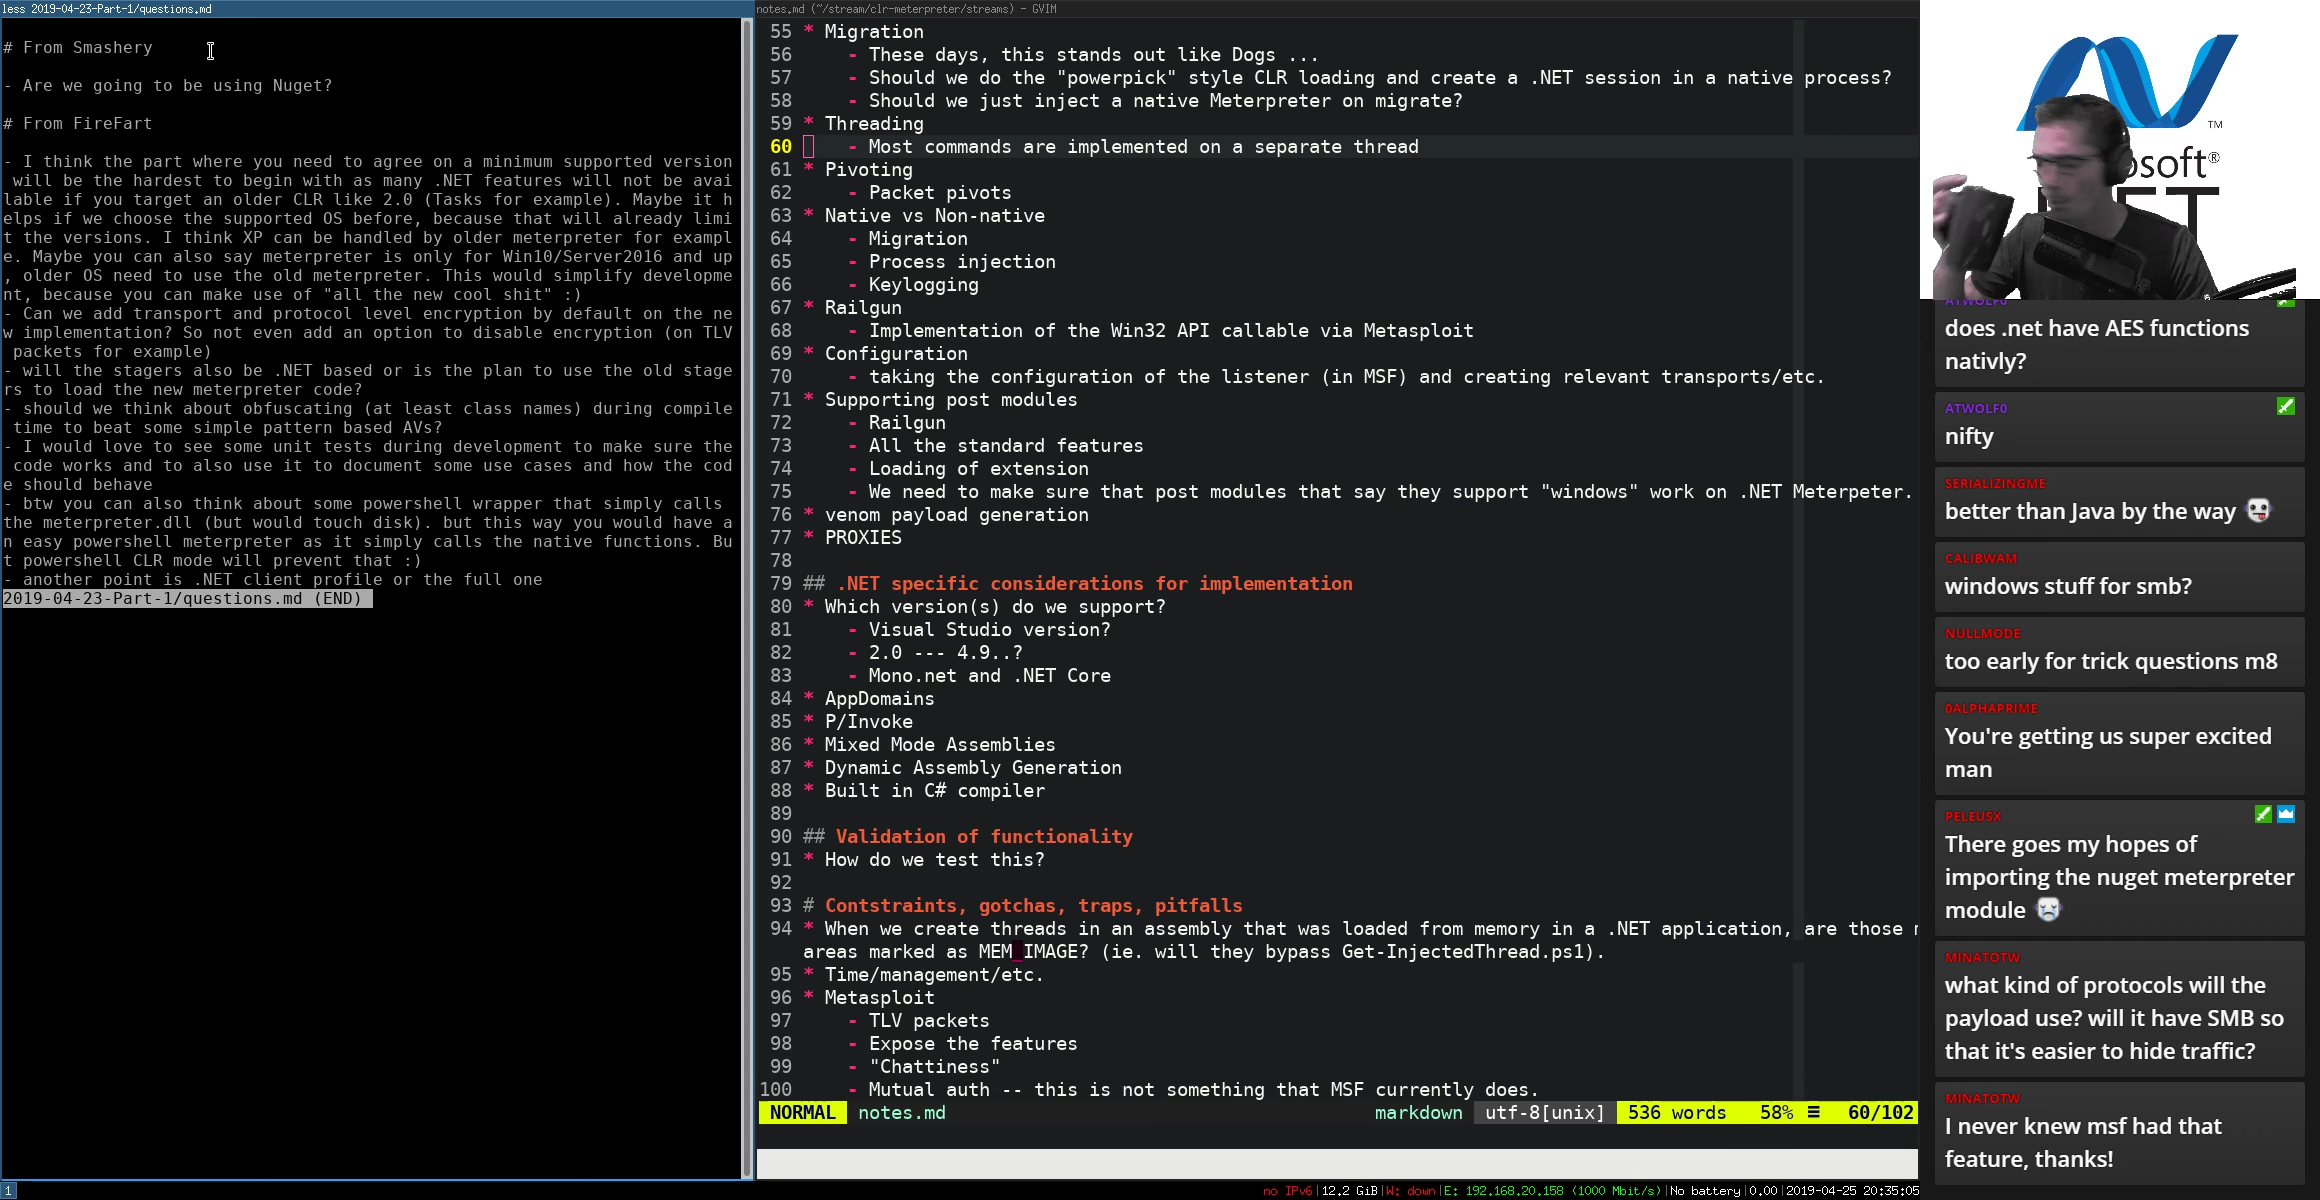 less 2019-04-23-Part-1/questions.md
# From Smashery
- Are we going to be using Nuget?
# From FireFart
- I think the part where you need to agree on a minimum supported version
 will be the hardest to begin with as many .NET features will not be avai
lable if you target an older CLR like 2.0 (Tasks for example). Maybe it h
elps if we choose the supported OS before, because that will already limi
t the versions. I think XP can be handled by older meterpreter for exampl
e. Maybe you can also say meterpreter is only for Win10/Server2016 and up
, older OS need to use the old meterpreter. This would simplify developme
nt, because you can make use of "all the new cool shit" :)
- Can we add transport and protocol level encryption by default on the ne
w implementation? So not even add an option to disable encryption (on TLV
 packets for example)
- will the stagers also be .NET based or is the plan to use the old stage
rs to load the new meterpreter code?
- should we think about obfuscating (at least class names) during compile
 time to beat some simple pattern based AVs?
- I would love to see some unit tests during development to make sure the
 code works and to also use it to document some use cases and how the cod
e should behave
- btw you can also think about some powershell wrapper that simply calls
the meterpreter.dll (but would touch disk). but this way you would have a
n easy powershell meterpreter as it simply calls the native functions. Bu
t powershell CLR mode will prevent that :)
- another point is .NET client profile or the full one
2019-04-23-Part-1/questions.md (END)
notes.md (~/stream/clr-meterpreter/streams) - GVIM
55 * Migration
56 - These days, this stands out like Dogs ...
57 - Should we do the "powerpick" style CLR loading and create a .NET session in a native process?
58 - Should we just inject a native Meterpreter on migrate?
59 * Threading
60 - Most commands are implemented on a separate thread
61 * Pivoting
62 - Packet pivots
63 * Native vs Non-native
64 - Migration
65 - Process injection
66 - Keylogging
67 * Railgun
68 - Implementation of the Win32 API callable via Metasploit
69 * Configuration
70 - taking the configuration of the listener (in MSF) and creating relevant transports/etc.
71 * Supporting post modules
72 - Railgun
73 - All the standard features
74 - Loading of extension
75 - We need to make sure that post modules that say they support "windows" work on .NET Meterpeter.
76 * venom payload generation
77 * PROXIES
78
79 ## .NET specific considerations for implementation
80 * Which version(s) do we support?
81 - Visual Studio version?
82 - 2.0 --- 4.9..?
83 - Mono.net and .NET Core
84 * AppDomains
85 * P/Invoke
86 * Mixed Mode Assemblies
87 * Dynamic Assembly Generation
88 * Built in C# compiler
89
90 ## Validation of functionality
91 * How do we test this?
92
93 # Contstraints, gotchas, traps, pitfalls
94 * When we create threads in an assembly that was loaded from memory in a .NET application, are those
areas marked as MEM_IMAGE? (ie. will they bypass Get-InjectedThread.ps1).
95 * Time/management/etc.
96 * Metasploit
97 - TLV packets
98 - Expose the features
99 - "Chattiness"
100 - Mutual auth -- this is not something that MSF currently does.
NORMAL notes.md markdown utf-8[unix] 536 words 58% ≡ 60/102
TM
osoft®
ET
ATWOLF0
does .net have AES functions
nativly?
ATWOLF0
nifty
SERIALIZINGME
better than Java by the way
CALIBWAM
windows stuff for smb?
NULLMODE
too early for trick questions m8
0ALPHAPRIME
You're getting us super excited
man
PELEUSX
There goes my hopes of
importing the nuget meterpreter
module
MINATOTW
what kind of protocols will the
payload use? will it have SMB so
that it's easier to hide traffic?
MINATOTW
I never knew msf had that
feature, thanks!
1
no IPv6|12.2 GiB|W: down|E: 192.168.20.158 (1000 Mbit/s)|No battery|0.00|2019-04-25 20:35:05